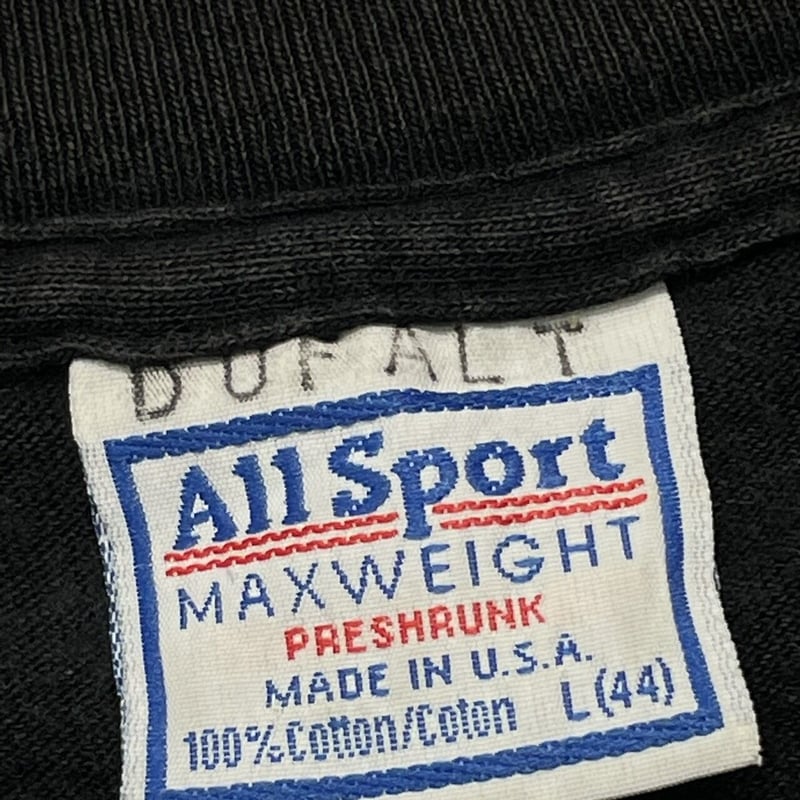 DUFALT
All Sport
MAXWEIGHT
PRESHRUNK
MADE IN U.S.A.
100% Cotton/Coton L (44)